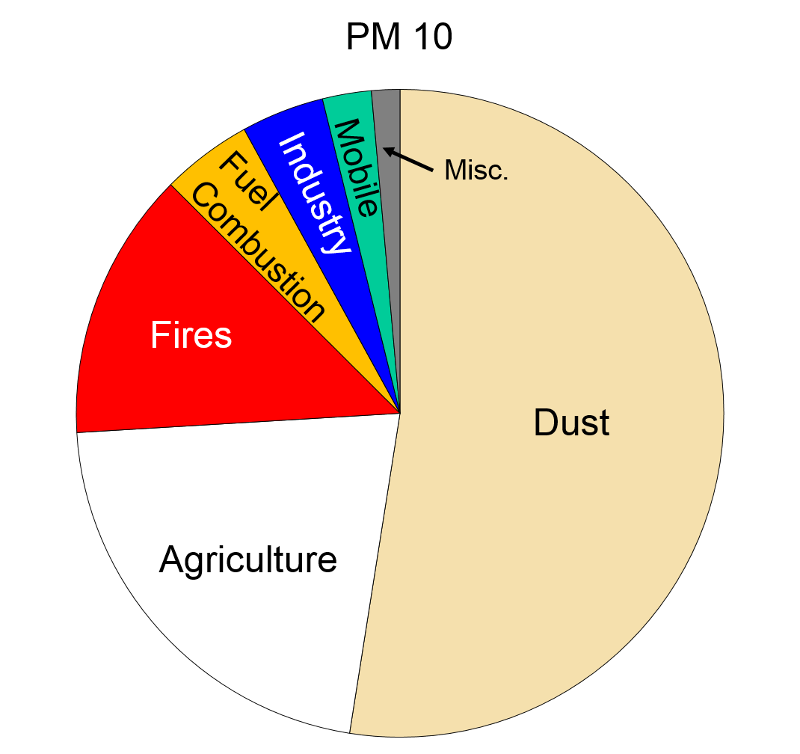 PM 10
Misc.
Mobile
Industry
Fuel
Combustion
Fires
Dust
Agriculture